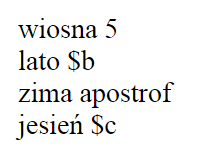 wiosna 5
lato $b
zima apostrof
jesień $c